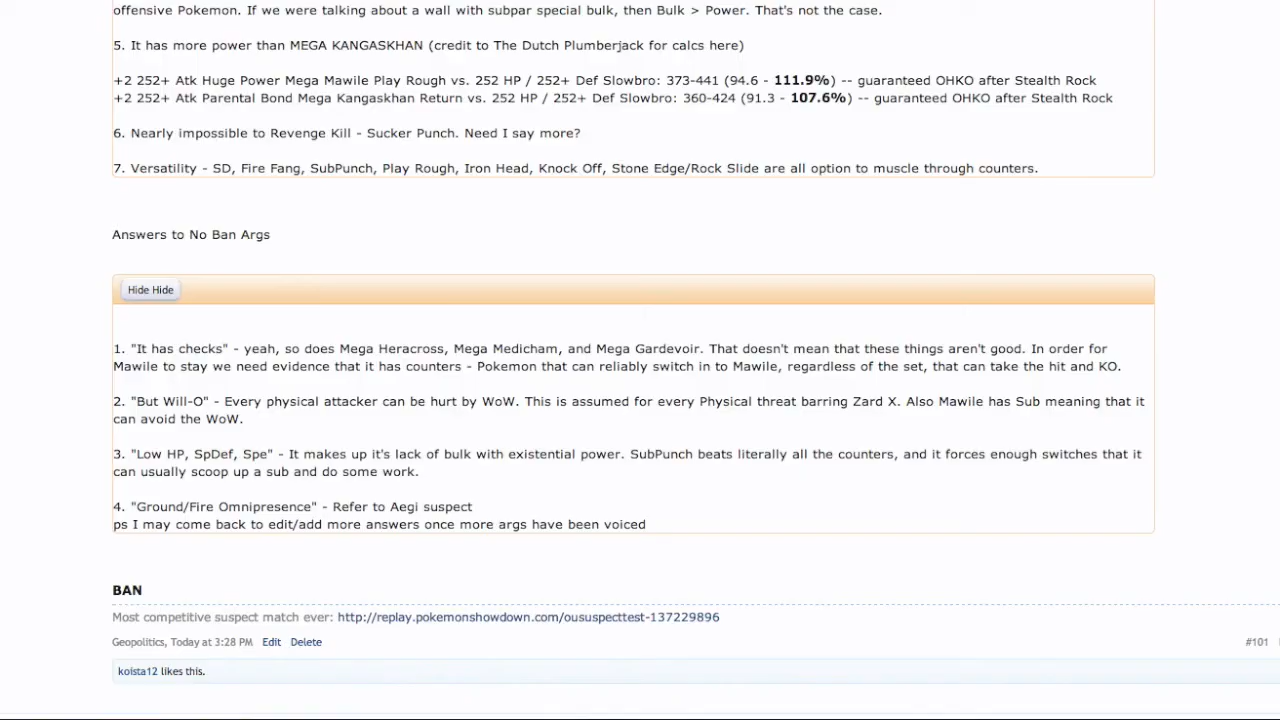 offensive Pokemon. If we were talking about a wall with subpar special bulk, then Bulk > Power. That's not the case.
5. It has more power than MEGA KANGASKHAN (credit to The Dutch Plumberjack for calcs here)
+2 252+ Atk Huge Power Mega Mawile Play Rough vs. 252 HP / 252+ Def Slowbro: 373-441 (94.6 - 111.9%) -- guaranteed OHKO after Stealth Rock
+2 252+ Atk Parental Bond Mega Kangaskhan Return vs. 252 HP / 252+ Def Slowbro: 360-424 (91.3 - 107.6%) -- guaranteed OHKO after Stealth Rock
6. Nearly impossible to Revenge Kill - Sucker Punch. Need I say more?
7. Versatility - SD, Fire Fang, SubPunch, Play Rough, Iron Head, Knock Off, Stone Edge/Rock Slide are all option to muscle through counters.
Answers to No Ban Args
Hide Hide
1. "It has checks" - yeah, so does Mega Heracross, Mega Medicham, and Mega Gardevoir. That doesn't mean that these things aren't good. In order for
Mawile to stay we need evidence that it has counters - Pokemon that can reliably switch in to Mawile, regardless of the set, that can take the hit and KO.
2. "But Will-O" - Every physical attacker can be hurt by WoW. This is assumed for every Physical threat barring Zard X. Also Mawile has Sub meaning that it
can avoid the WoW.
3. "Low HP, SpDef, Spe" - It makes up it's lack of bulk with existential power. SubPunch beats literally all the counters, and it forces enough switches that it
can usually scoop up a sub and do some work.
4. "Ground/Fire Omnipresence" - Refer to Aegi suspect
ps I may come back to edit/add more answers once more args have been voiced
BAN
Most competitive suspect match ever: http://replay.pokemonshowdown.com/oususpecttest-137229896
Geopolitics, Today at 3:28 PM Edit Delete #101
koista12 likes this.